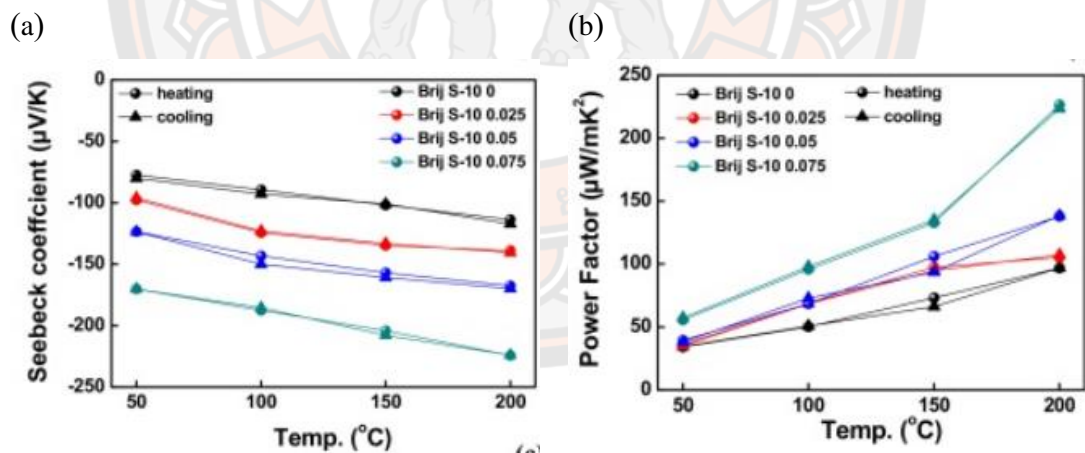 (a)
(b)
0
-50
-100
-150
-200
-250
Seebeck coeffcient (µV/K)
heating
cooling
Brij S-10 0
Brij S-10 0.025
Brij S-10 0.05
Brij S-10 0.075
50 100 150 200
Temp. (°C)
250
200
150
100
50
0
Power Factor (µW/mK²)
Brij S-10 0
Brij S-10 0.025
Brij S-10 0.05
Brij S-10 0.075
heating
cooling
50 100 150 200
Temp. (°C)